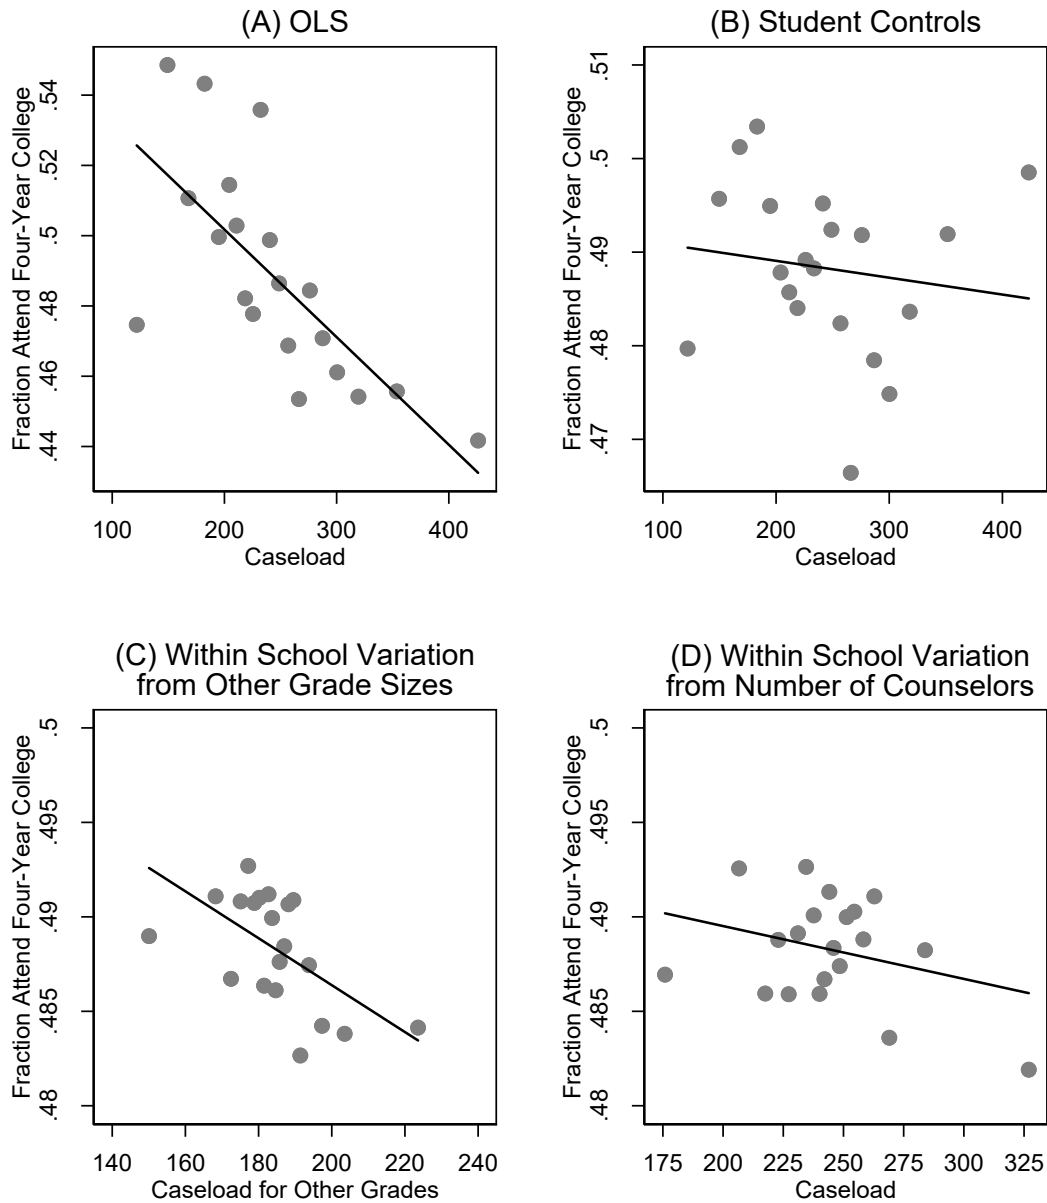 (A) OLS
Fraction Attend Four-Year College
.54
.52
.5
.48
.46
.44
100 200 300 400
Caseload
(B) Student Controls
Fraction Attend Four-Year College
.51
.5
.49
.48
.47
100 200 300 400
Caseload
(C) Within School Variation
from Other Grade Sizes
Fraction Attend Four-Year College
.5
.495
.49
.485
.48
140 160 180 200 220 240
Caseload for Other Grades
(D) Within School Variation
from Number of Counselors
Fraction Attend Four-Year College
.5
.495
.49
.485
.48
175 200 225 250 275 300 325
Caseload